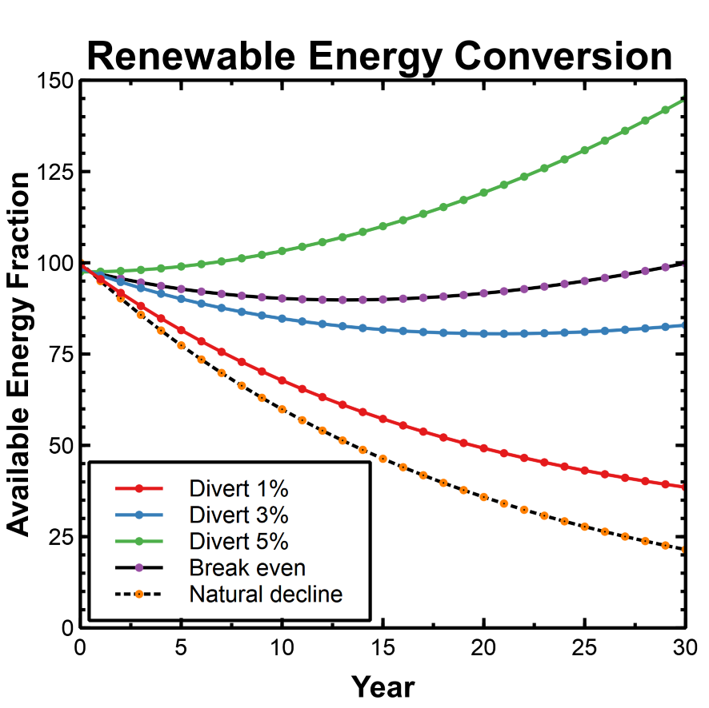 Renewable Energy Conversion
150
125
100
75
50
25
0
Available Energy Fraction
Divert 1%
Divert 3%
Divert 5%
Break even
Natural decline
0 5 10 15 20 25 30
Year